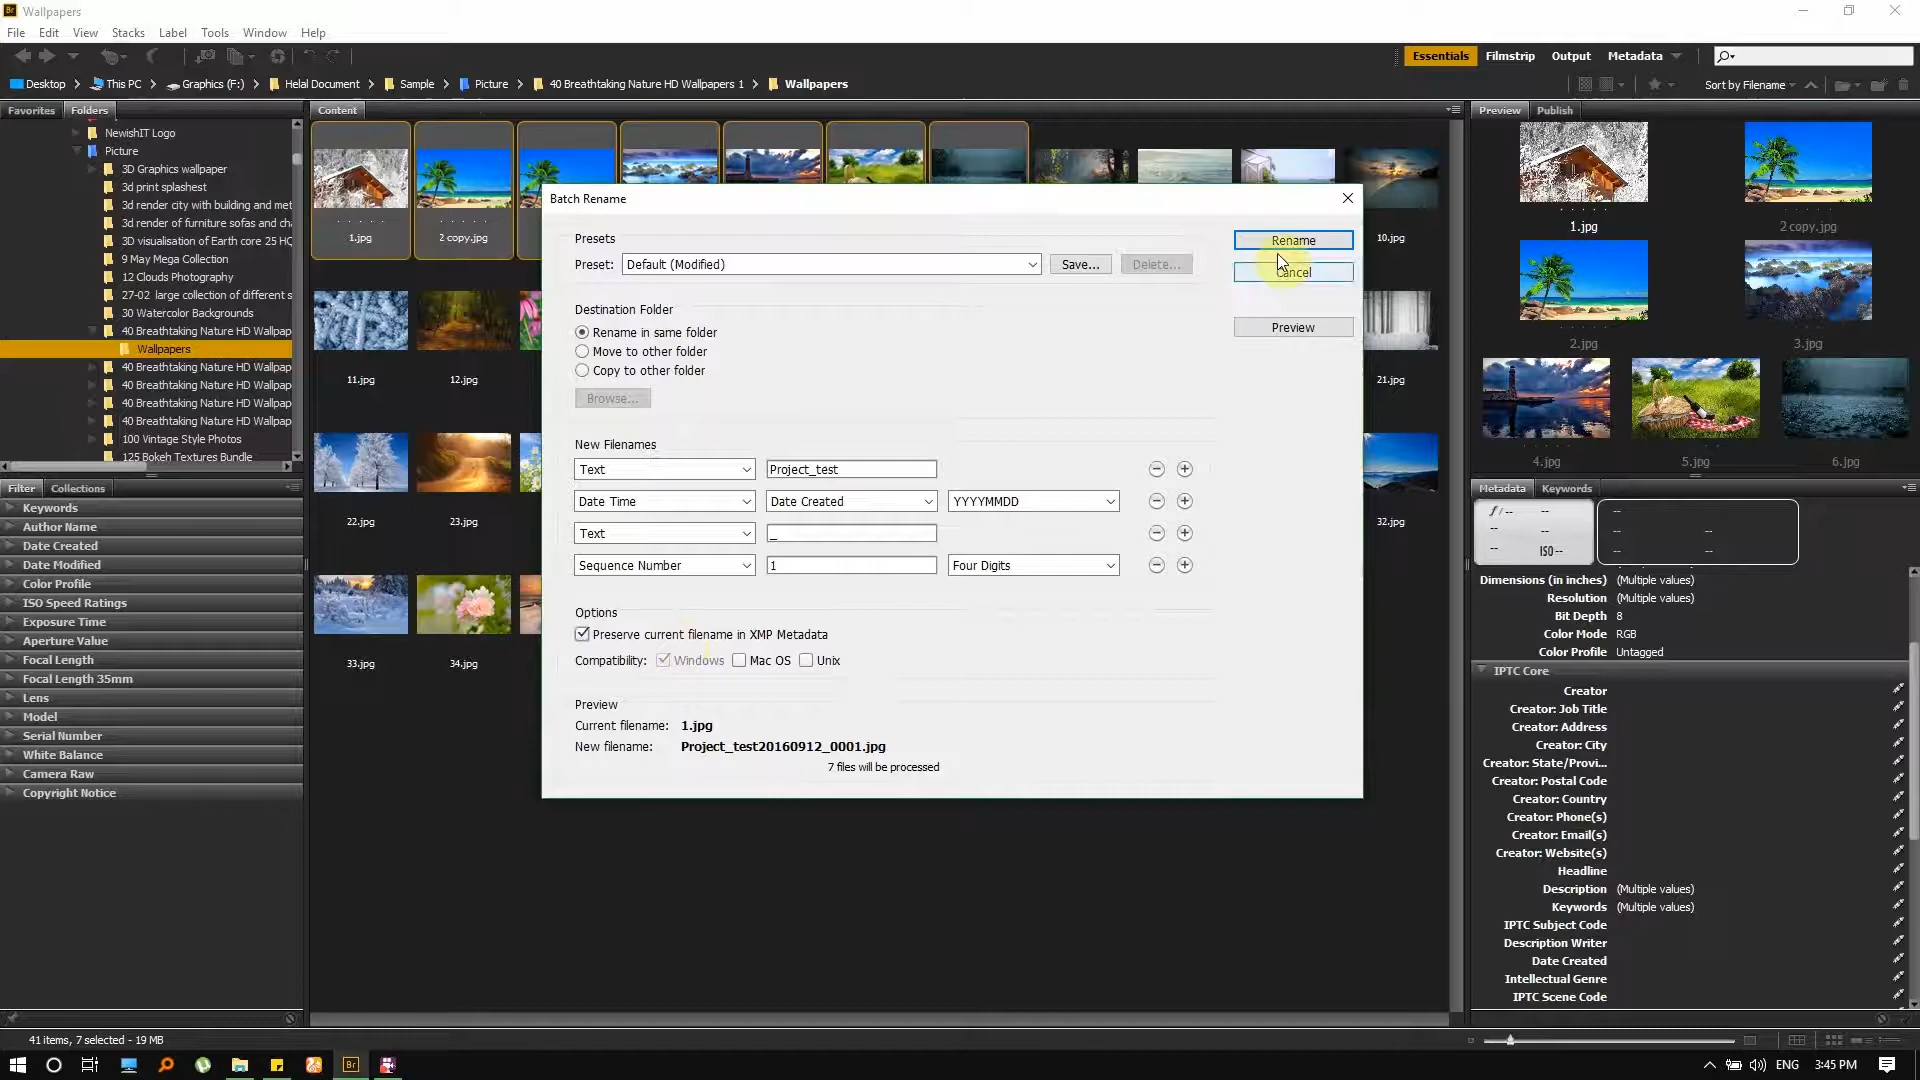 Br Wallpapers
File Edit View Stacks Label Tools Window Help
Essentials Filmstrip Output Metadata
Desktop This PC Graphics (F:) Helal Document Sample Picture 40 Breathtaking Nature HD Wallpapers 1 Wallpapers Sort by Filename
Favorites Folders Content Preview Publish
NewishIT Logo
Picture
3D Graphics wallpaper
3d print splashest
3d render city with building and met
3d render of furniture sofas and cha
3D visualisation of Earth core 25 HQ
9 May Mega Collection
12 Clouds Photography
27-02 large collection of different s
30 Watercolor Backgrounds
40 Breathtaking Nature HD Wallpap
Wallpapers
40 Breathtaking Nature HD Wallpap
40 Breathtaking Nature HD Wallpap
40 Breathtaking Nature HD Wallpap
40 Breathtaking Nature HD Wallpap
100 Vintage Style Photos
125 Bokeh Textures Bundle
Filter Collections
Keywords
Author Name
Date Created
Date Modified
Color Profile
ISO Speed Ratings
Exposure Time
Aperture Value
Focal Length
Focal Length 35mm
Lens
Model
Serial Number
White Balance
Camera Raw
Copyright Notice
1.jpg 2 copy.jpg 10.jpg
11.jpg 12.jpg 21.jpg
22.jpg 23.jpg 32.jpg
33.jpg 34.jpg
Batch Rename
Presets
Preset: Default (Modified) Save... Delete...
Rename
Cancel
Preview
Destination Folder
Rename in same folder
Move to other folder
Copy to other folder
Browse...
New Filenames
Text Project_test
Date Time Date Created YYYYMMDD
Text _
Sequence Number 1 Four Digits
Options
Preserve current filename in XMP Metadata
Compatibility: Windows Mac OS Unix
Preview
Current filename: 1.jpg
New filename: Project_test20160912_0001.jpg
7 files will be processed
1.jpg 2 copy.jpg
2.jpg 3.jpg
4.jpg 5.jpg 6.jpg
Metadata Keywords
f/-- --
-- --
-- ISO--
--
-- --
-- --
Dimensions (in inches) (Multiple values)
Resolution (Multiple values)
Bit Depth 8
Color Mode RGB
Color Profile Untagged
IPTC Core
Creator
Creator: Job Title
Creator: Address
Creator: City
Creator: State/Provi...
Creator: Postal Code
Creator: Country
Creator: Phone(s)
Creator: Email(s)
Creator: Website(s)
Headline
Description (Multiple values)
Keywords (Multiple values)
IPTC Subject Code
Description Writer
Date Created
Intellectual Genre
IPTC Scene Code
41 items, 7 selected - 19 MB
Br ENG 3:45 PM